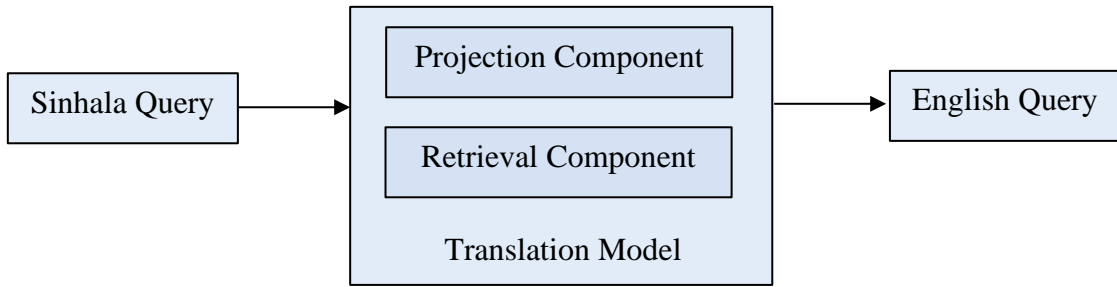 Sinhala Query
Projection Component
Retrieval Component
Translation Model
English Query